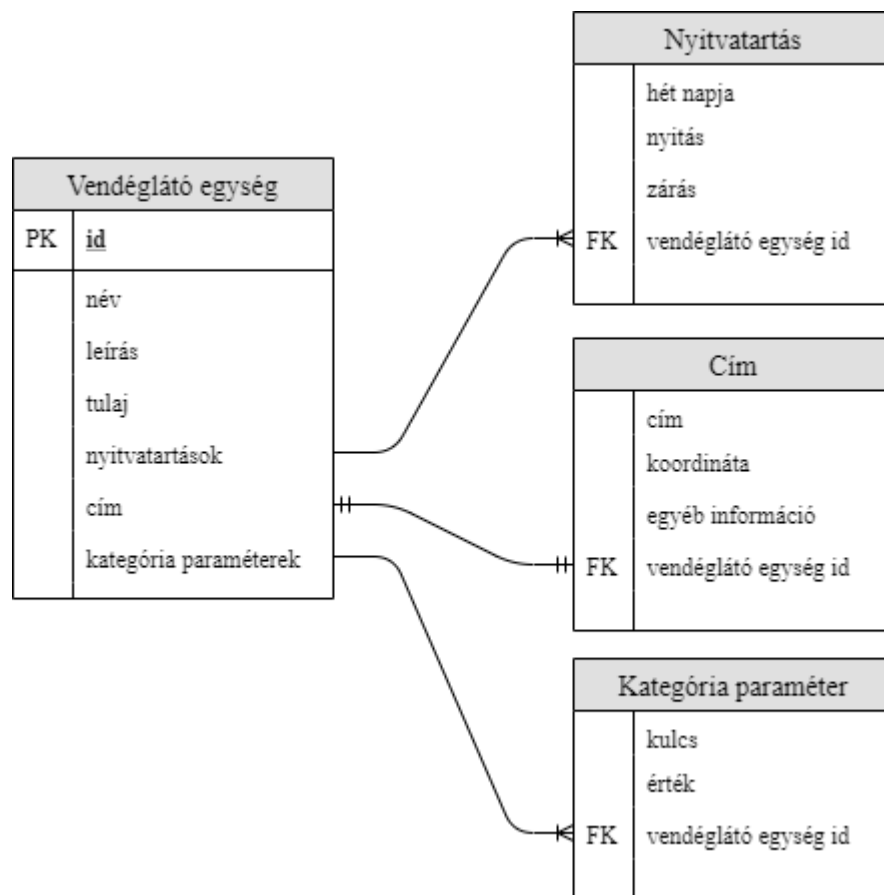 Vendéglátó egység
PK id
név
leírás
tulaj
nyitvatartások
cím
kategória paraméterek
Nyitvatartás
hét napja
nyitás
zárás
FK vendéglátó egység id
Cím
cím
koordináta
egyéb információ
FK vendéglátó egység id
Kategória paraméter
kulcs
érték
FK vendéglátó egység id